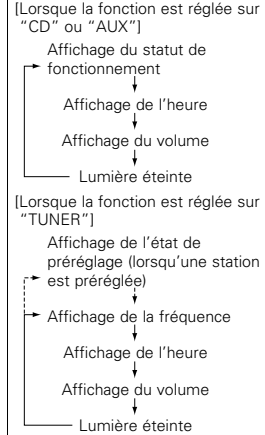 [Lorsque la fonction est réglée sur
“CD” ou “AUX”]
Affichage du statut de
fonctionnement
Affichage de l’heure
Affichage du volume
Lumière éteinte
[Lorsque la fonction est réglée sur
“TUNER”]
Affichage de l’état de
préréglage (lorsqu’une station
est préréglée)
Affichage de la fréquence
Affichage de l’heure
Affichage du volume
Lumière éteinte